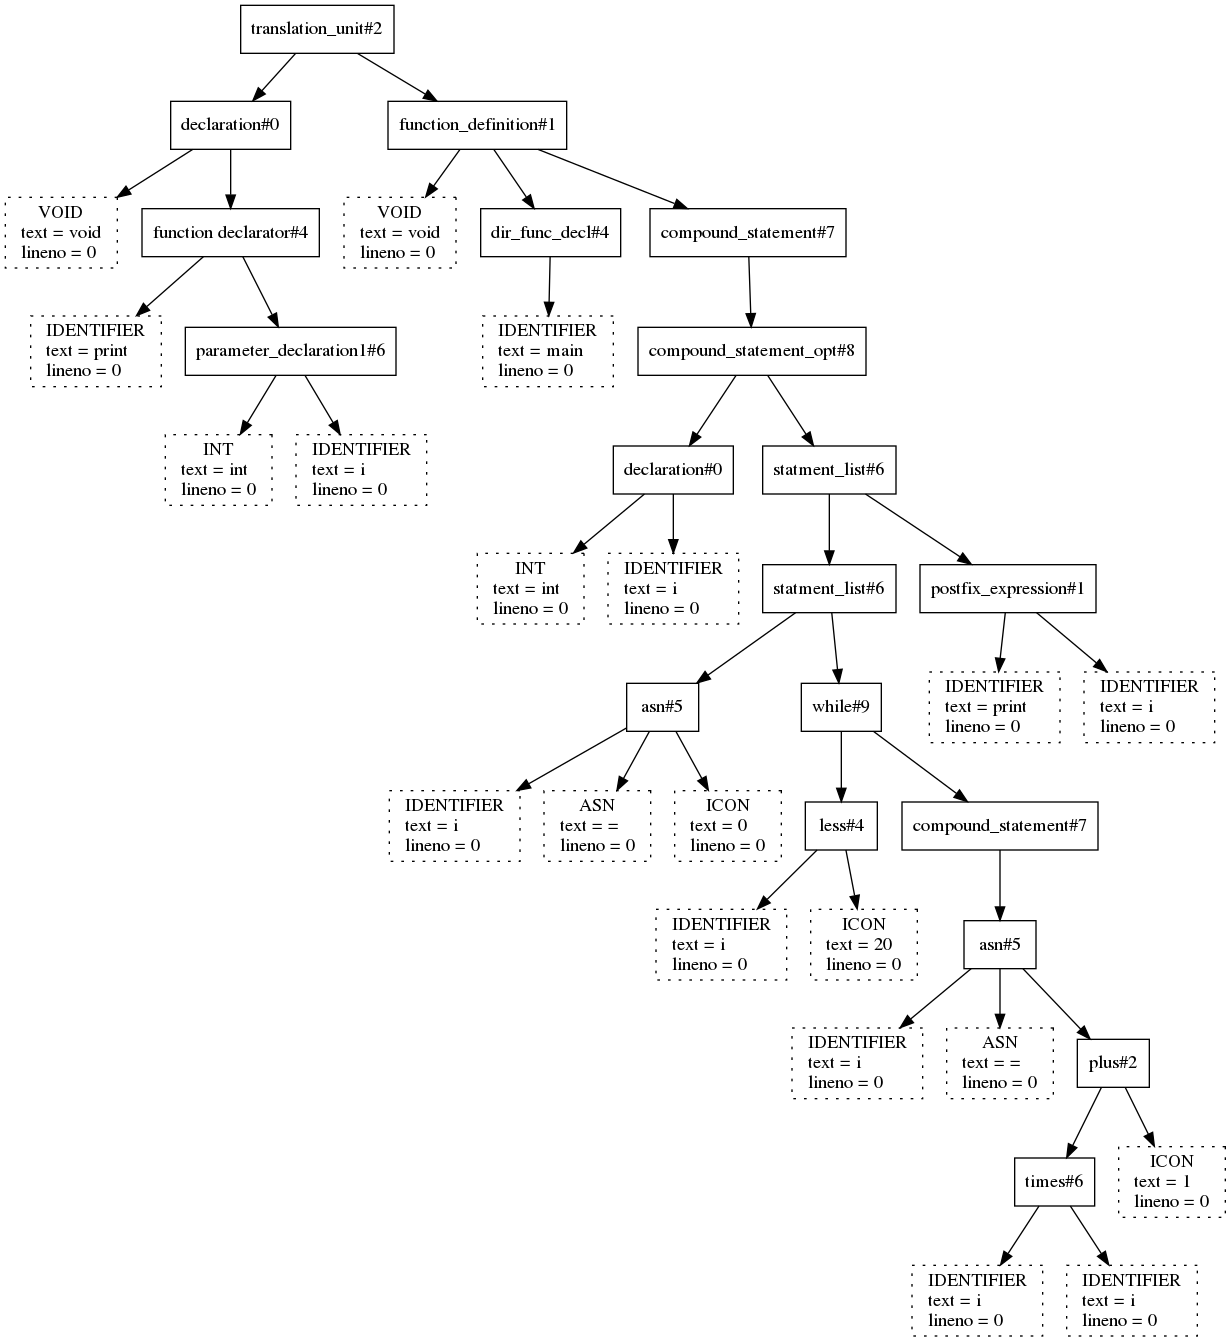 translation_unit#2
declaration#0
function_definition#1
VOID
text = void
lineno = 0
function declarator#4
VOID
text = void
lineno = 0
dir_func_decl#4
compound_statement#7
IDENTIFIER
text = print
lineno = 0
parameter_declaration1#6
IDENTIFIER
text = main
lineno = 0
compound_statement_opt#8
INT
text = int
lineno = 0
IDENTIFIER
text = i
lineno = 0
declaration#0
statment_list#6
INT
text = int
lineno = 0
IDENTIFIER
text = i
lineno = 0
statment_list#6
postfix_expression#1
asn#5
while#9
IDENTIFIER
text = print
lineno = 0
IDENTIFIER
text = i
lineno = 0
IDENTIFIER
text = i
lineno = 0
ASN
text = =
lineno = 0
ICON
text = 0
lineno = 0
less#4
compound_statement#7
IDENTIFIER
text = i
lineno = 0
ICON
text = 20
lineno = 0
asn#5
IDENTIFIER
text = i
lineno = 0
ASN
text = =
lineno = 0
plus#2
times#6
ICON
text = 1
lineno = 0
IDENTIFIER
text = i
lineno = 0
IDENTIFIER
text = i
lineno = 0